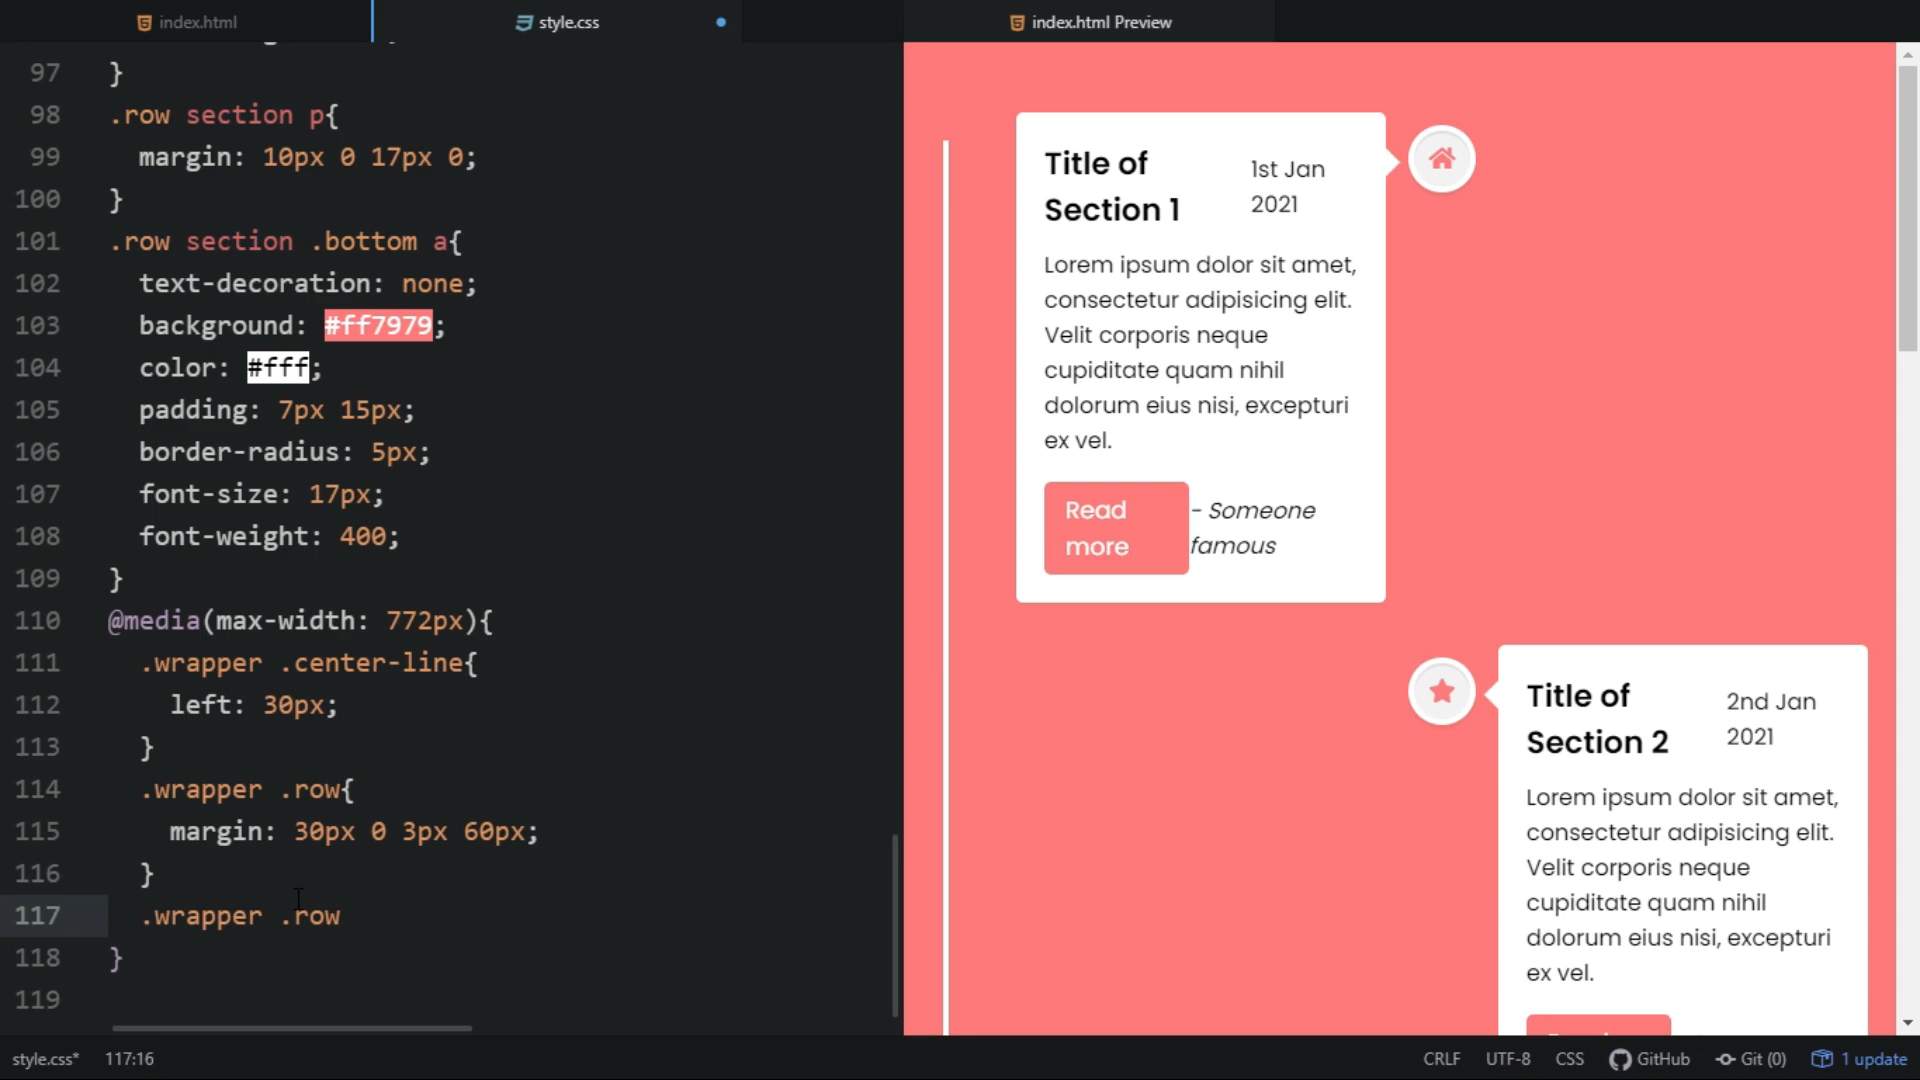 index.html
style.css
index.html Preview
97 }
98 .row section p{
99 margin: 10px 0 17px 0;
100 }
101 .row section .bottom a{
102 text-decoration: none;
103 background: #ff7979;
104 color: #fff;
105 padding: 7px 15px;
106 border-radius: 5px;
107 font-size: 17px;
108 font-weight: 400;
109 }
110 @media(max-width: 772px){
111 .wrapper .center-line{
112 left: 30px;
113 }
114 .wrapper .row{
115 margin: 30px 0 3px 60px;
116 }
117 .wrapper .row
118 }
119
Title of
Section 1
1st Jan
2021
Lorem ipsum dolor sit amet,
consectetur adipisicing elit.
Velit corporis neque
cupiditate quam nihil
dolorum eius nisi, excepturi
ex vel.
Read
more
- Someone
famous
Title of
Section 2
2nd Jan
2021
Lorem ipsum dolor sit amet,
consectetur adipisicing elit.
Velit corporis neque
cupiditate quam nihil
dolorum eius nisi, excepturi
ex vel.
style.css* 117:16
CRLF UTF-8 CSS GitHub Git (0) 1 update